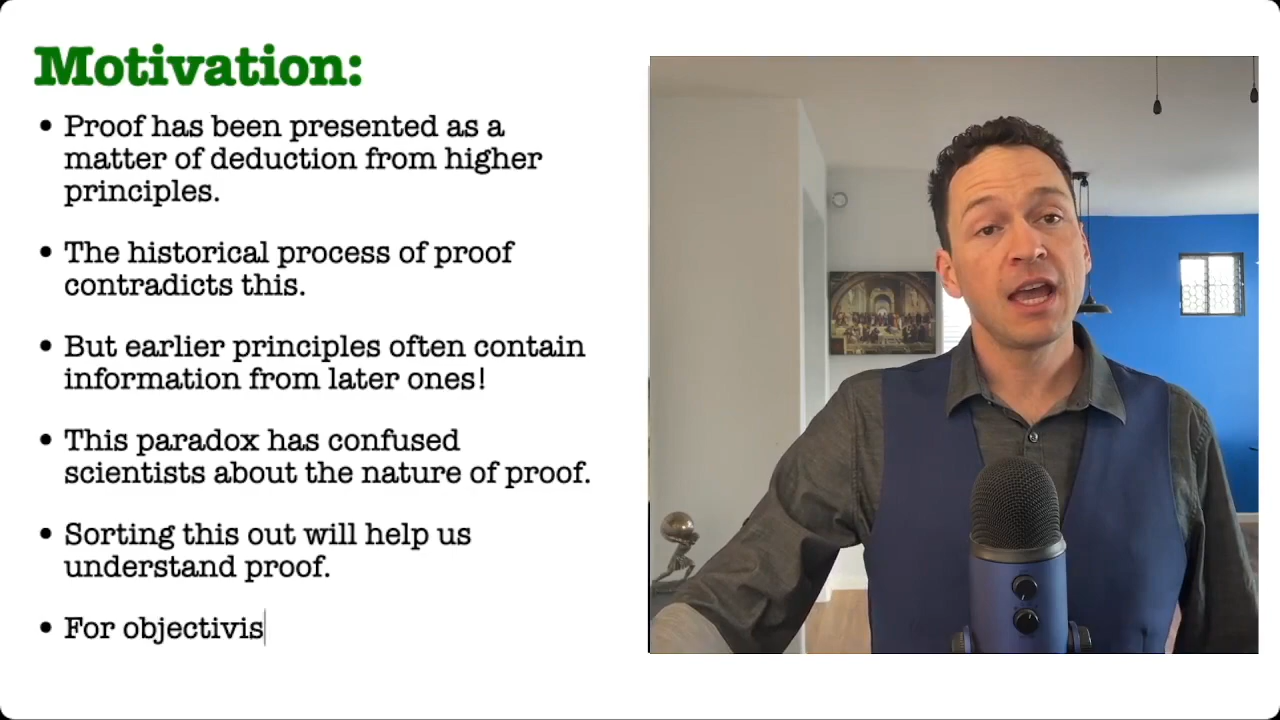 Motivation:
• Proof has been presented as a
matter of deduction from higher
principles.
• The historical process of proof
contradicts this.
• But earlier principles often contain
information from later ones!
• This paradox has confused
scientists about the nature of proof.
• Sorting this out will help us
understand proof.
• For objectivis